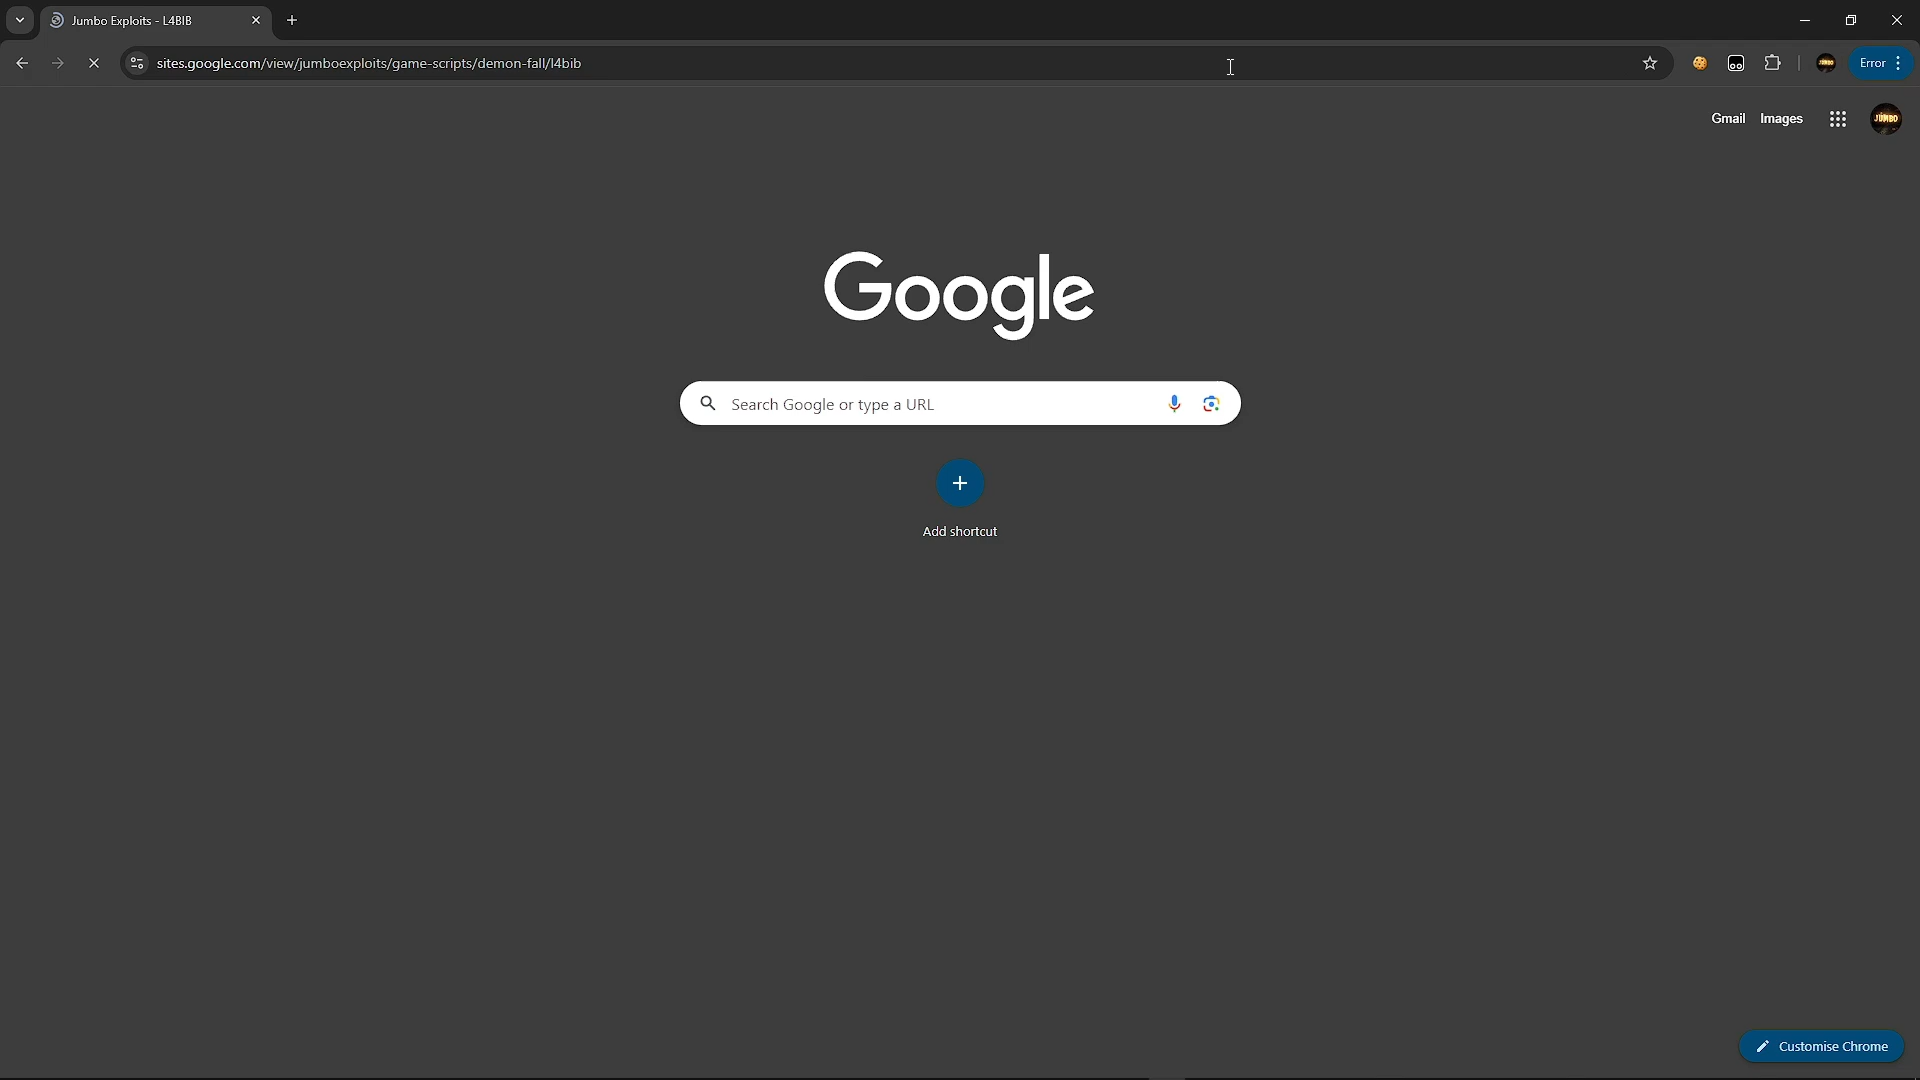 Jumbo Exploits - L4BIB
sites.google.com/view/jumboexploits/game-scripts/demon-fall/l4bib
Error
Gmail Images
JUMBO
Google
Search Google or type a URL
Add shortcut
Customise Chrome